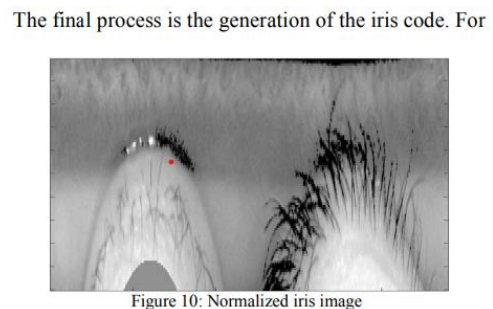 The final process is the generation of the iris code. For
Figure 10: Normalized iris image